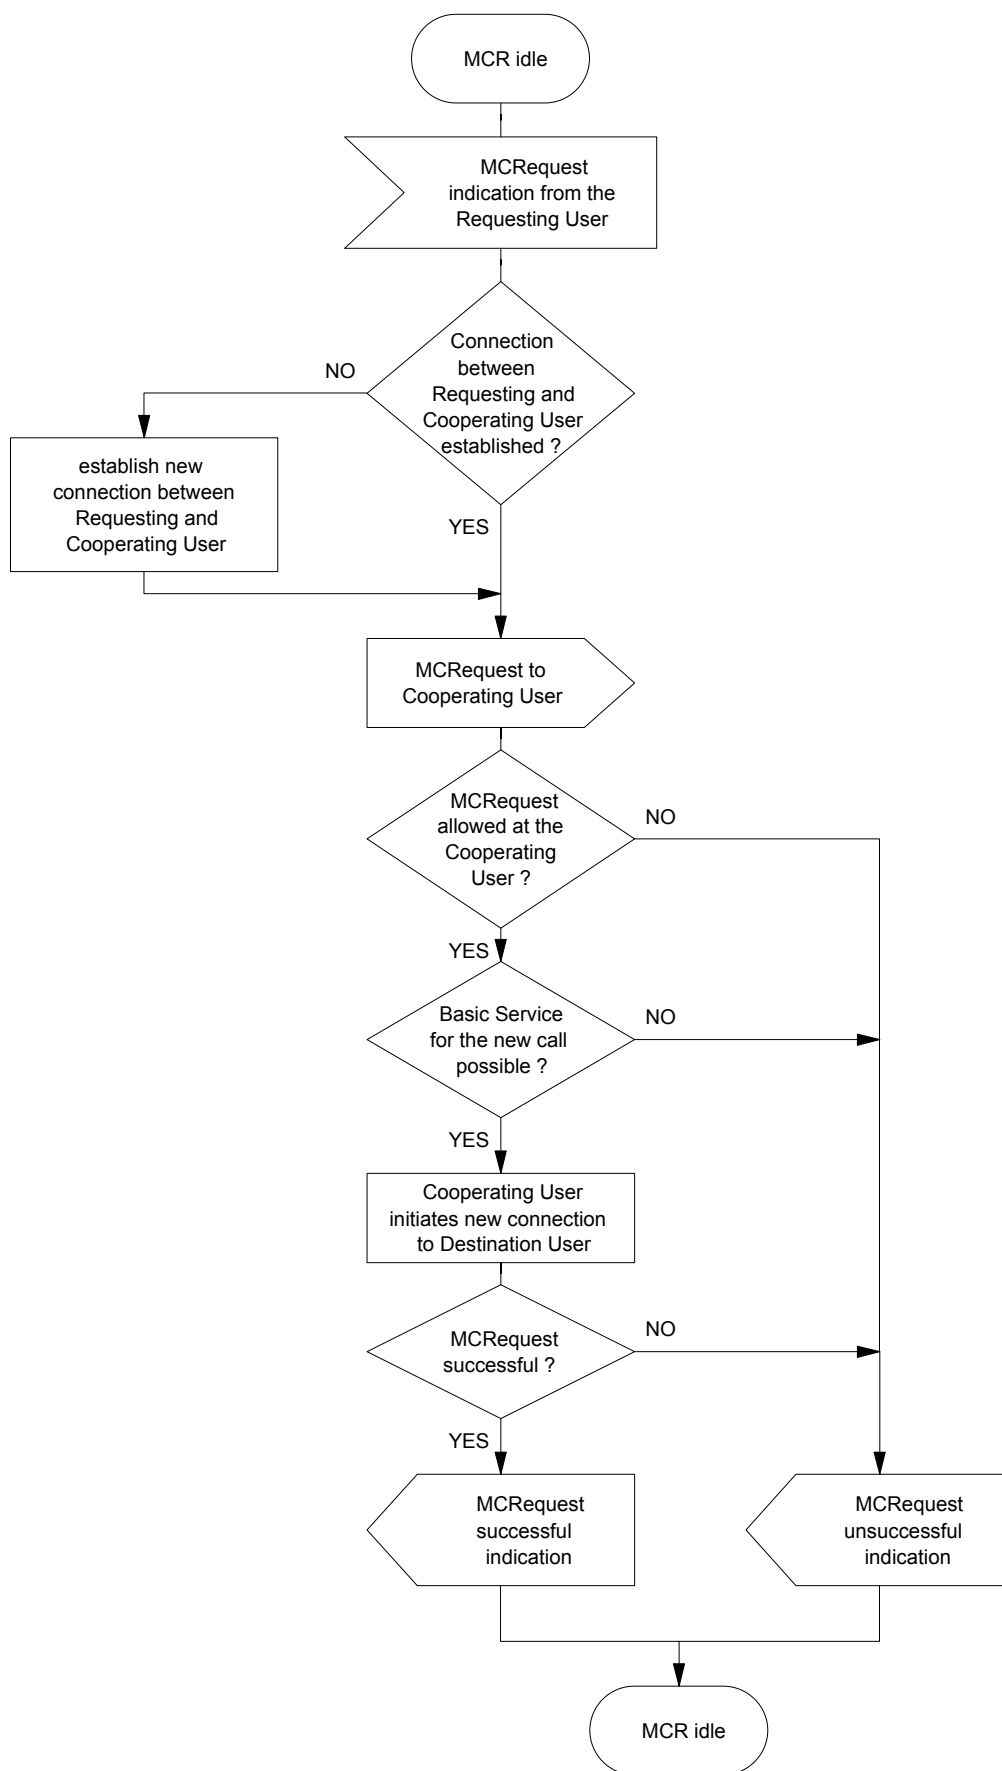 MCR idle
MCRequest
indication from the
Requesting User
Connection
between
Requesting and
Cooperating User
established ?
NO
establish new
connection between
Requesting and
Cooperating User
YES
MCRequest to
Cooperating User
MCRequest
allowed at the
Cooperating
User ?
NO
YES
Basic Service
for the new call
possible ?
NO
YES
Cooperating User
initiates new connection
to Destination User
MCRequest
successful ?
NO
YES
MCRequest
successful
indication
MCRequest
unsuccessful
indication
MCR idle